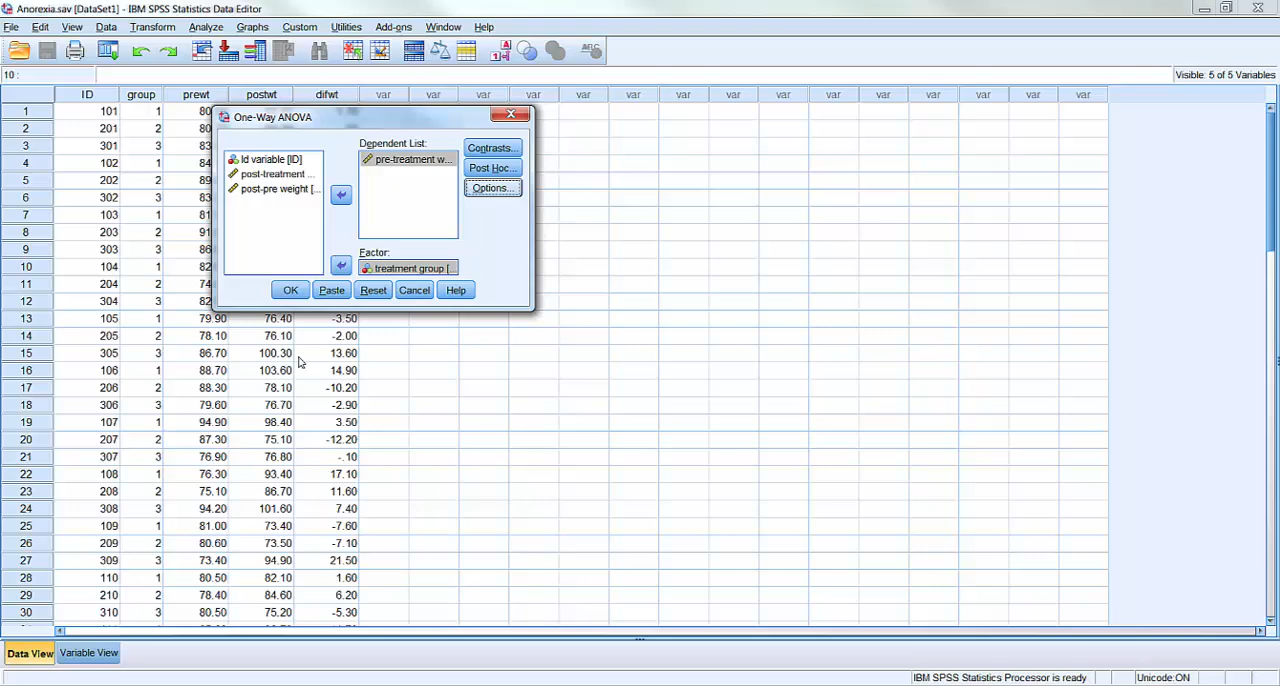 Anorexia.sav [DataSet1] - IBM SPSS Statistics Data Editor
File Edit View Data Transform Graphs Analyze Custom Utilities Add-ons Window Help
10 :
Visible: 5 of 5 Variables
ID group prewt postwt difwt var var var var var var var var var var var var var var var
One-Way ANOVA
Dependent List:
Id variable [ID]
post-treatment ...
post-pre weight [...
pre-treatment w...
Contrasts...
Post Hoc...
Options...
Factor:
treatment group [...
OK Paste Reset Cancel Help
1 101 1 80
2 201 2 80
3 301 3 83
4 102 1 84
5 202 2 89
6 302 3 83
7 103 1 81
8 203 2 91
9 303 3 86
10 104 1 82
11 204 2 74
12 304 3 82
13 105 1 79.90 76.40 -3.50
14 205 2 78.10 76.10 -2.00
15 305 3 86.70 100.30 13.60
16 106 1 88.70 103.60 14.90
17 206 2 88.30 78.10 -10.20
18 306 3 79.60 76.70 -2.90
19 107 1 94.90 98.40 3.50
20 207 2 87.30 75.10 -12.20
21 307 3 76.90 76.80 -.10
22 108 1 76.30 93.40 17.10
23 208 2 75.10 86.70 11.60
24 308 3 94.20 101.60 7.40
25 109 1 81.00 73.40 -7.60
26 209 2 80.60 73.50 -7.10
27 309 3 73.40 94.90 21.50
28 110 1 80.50 82.10 1.60
29 210 2 78.40 84.60 6.20
30 310 3 80.50 75.20 -5.30
Data View Variable View
IBM SPSS Statistics Processor is ready
Unicode:ON